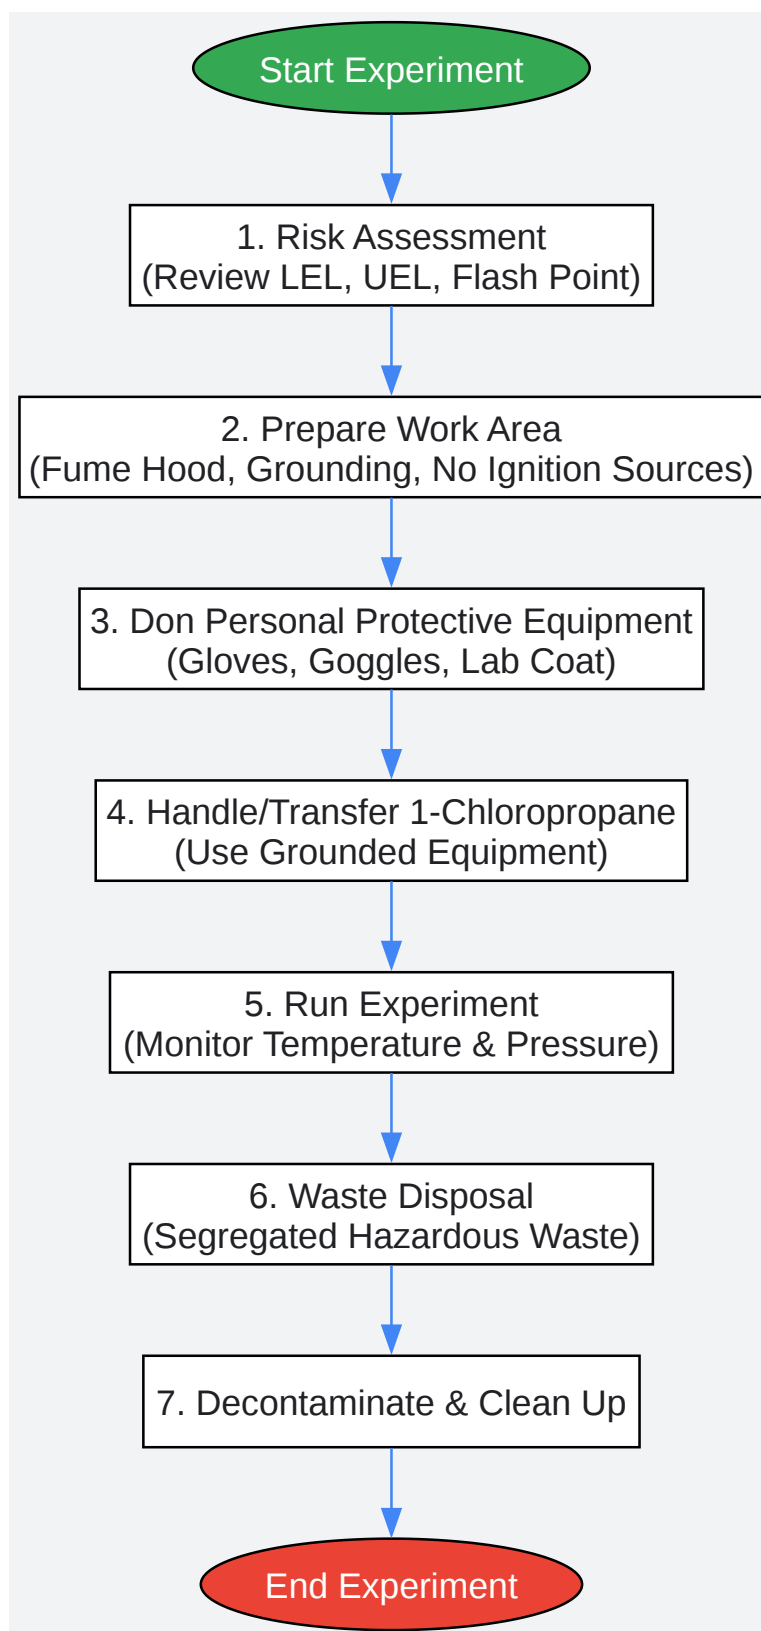 Start Experiment
1. Risk Assessment
(Review LEL, UEL, Flash Point)
2. Prepare Work Area
(Fume Hood, Grounding, No Ignition Sources)
3. Don Personal Protective Equipment
(Gloves, Goggles, Lab Coat)
4. Handle/Transfer 1-Chloropropane
(Use Grounded Equipment)
5. Run Experiment
(Monitor Temperature & Pressure)
6. Waste Disposal
(Segregated Hazardous Waste)
7. Decontaminate & Clean Up
End Experiment